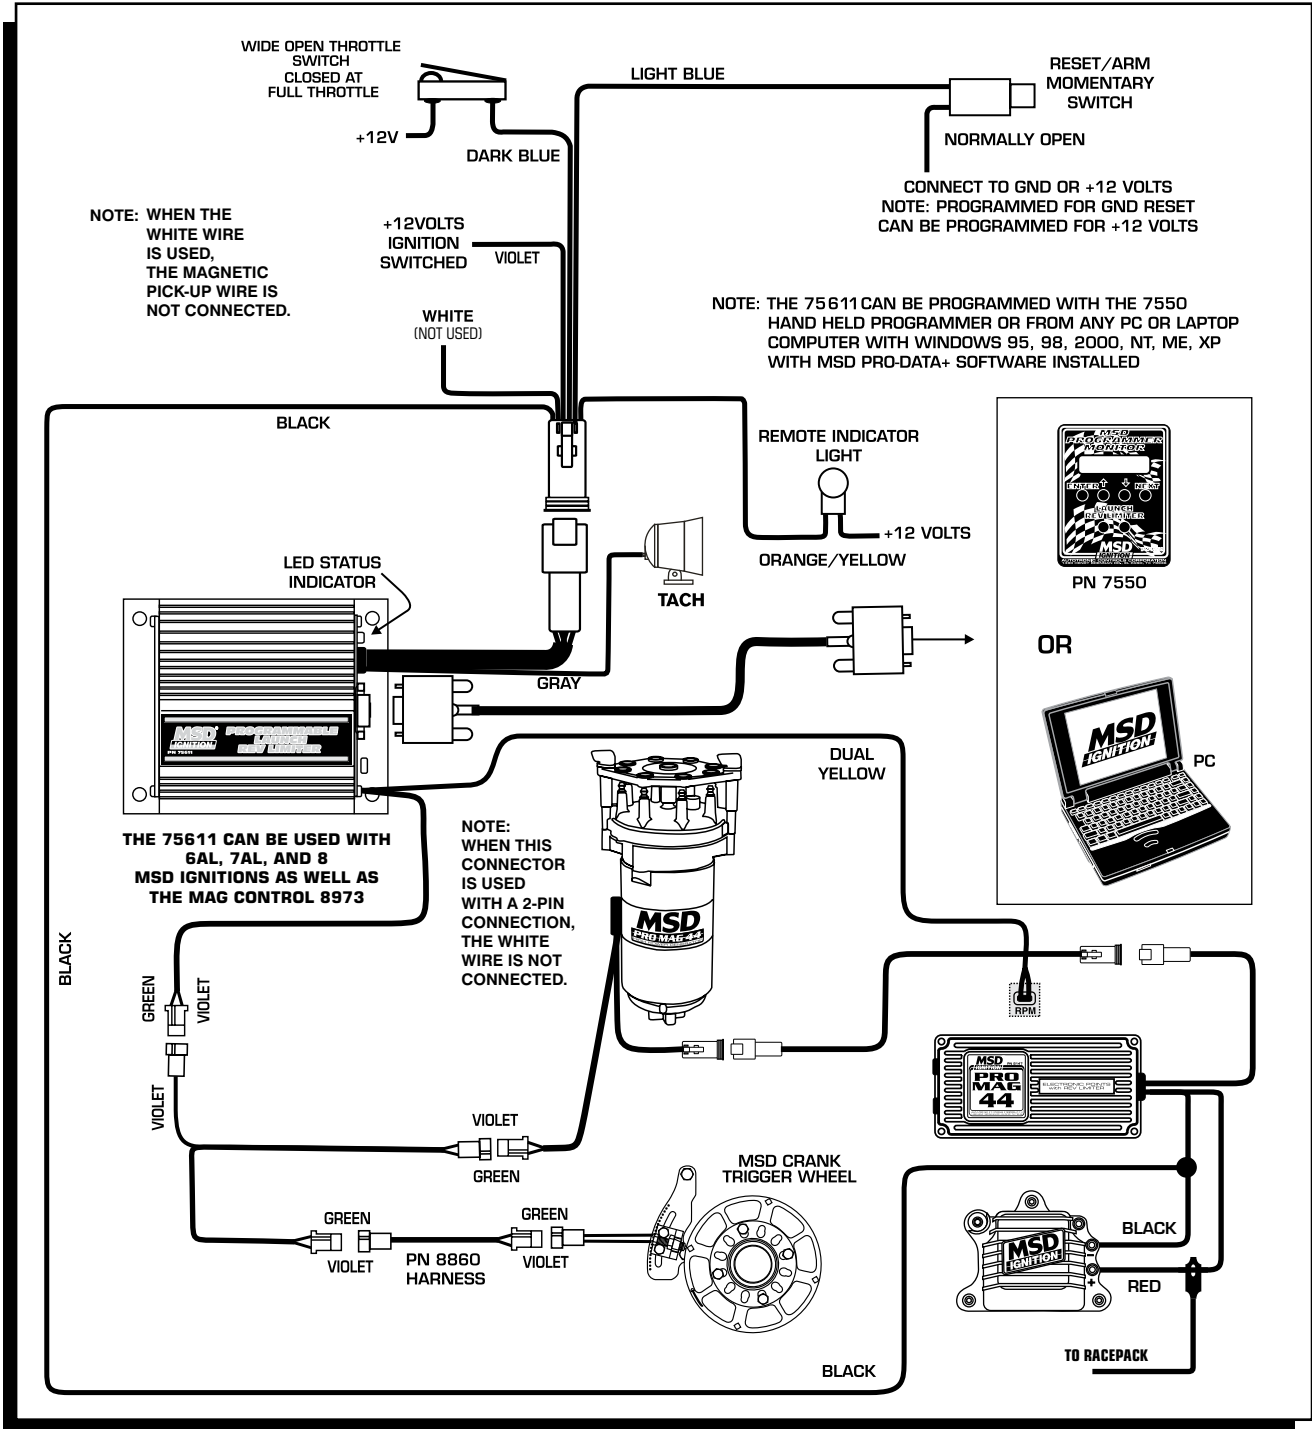 WIDE OPEN THROTTLE
SWITCH
CLOSED AT
FULL THROTTLE
+12V
DARK BLUE
LIGHT BLUE
RESET/ARM
MOMENTARY
SWITCH
NORMALLY OPEN
CONNECT TO GND OR +12 VOLTS
NOTE: PROGRAMMED FOR GND RESET
CAN BE PROGRAMMED FOR +12 VOLTS
NOTE: WHEN THE
WHITE WIRE
IS USED,
THE MAGNETIC
PICK-UP WIRE IS
NOT CONNECTED.
+12VOLTS
IGNITION
SWITCHED
VIOLET
WHITE
(NOT USED)
NOTE: THE 75611 CAN BE PROGRAMMED WITH THE 7550
HAND HELD PROGRAMMER OR FROM ANY PC OR LAPTOP
COMPUTER WITH WINDOWS 95, 98, 2000, NT, ME, XP
WITH MSD PRO-DATA+ SOFTWARE INSTALLED
BLACK
REMOTE INDICATOR
LIGHT
+12 VOLTS
ORANGE/YELLOW
MSD
PROGRAMMER
MONITOR
ENTER
NEXT
LAUNCH
REV LIMITER
MSD
IGNITION
PN 7550
OR
MSD
IGNITION
PC
LED STATUS
INDICATOR
TACH
GRAY
MSD
IGNITION
PN 75611
PROGRAMMABLE
LAUNCH
REV LIMITER
THE 75611 CAN BE USED WITH
6AL, 7AL, AND 8
MSD IGNITIONS AS WELL AS
THE MAG CONTROL 8973
DUAL
YELLOW
NOTE:
WHEN THIS
CONNECTOR
IS USED
WITH A 2-PIN
CONNECTION,
THE WHITE
WIRE IS NOT
CONNECTED.
MSD
PRO MAG 44
BLACK
GREEN
VIOLET
VIOLET
RPM
MSD
IGNITION
PRO
MAG
44
ELECTRONIC POINTS
with REV LIMITER
VIOLET
GREEN
MSD CRANK
TRIGGER WHEEL
GREEN
VIOLET
PN 8860
HARNESS
GREEN
VIOLET
MSD
IGNITION
BLACK
-
+
RED
TO RACEPACK
BLACK